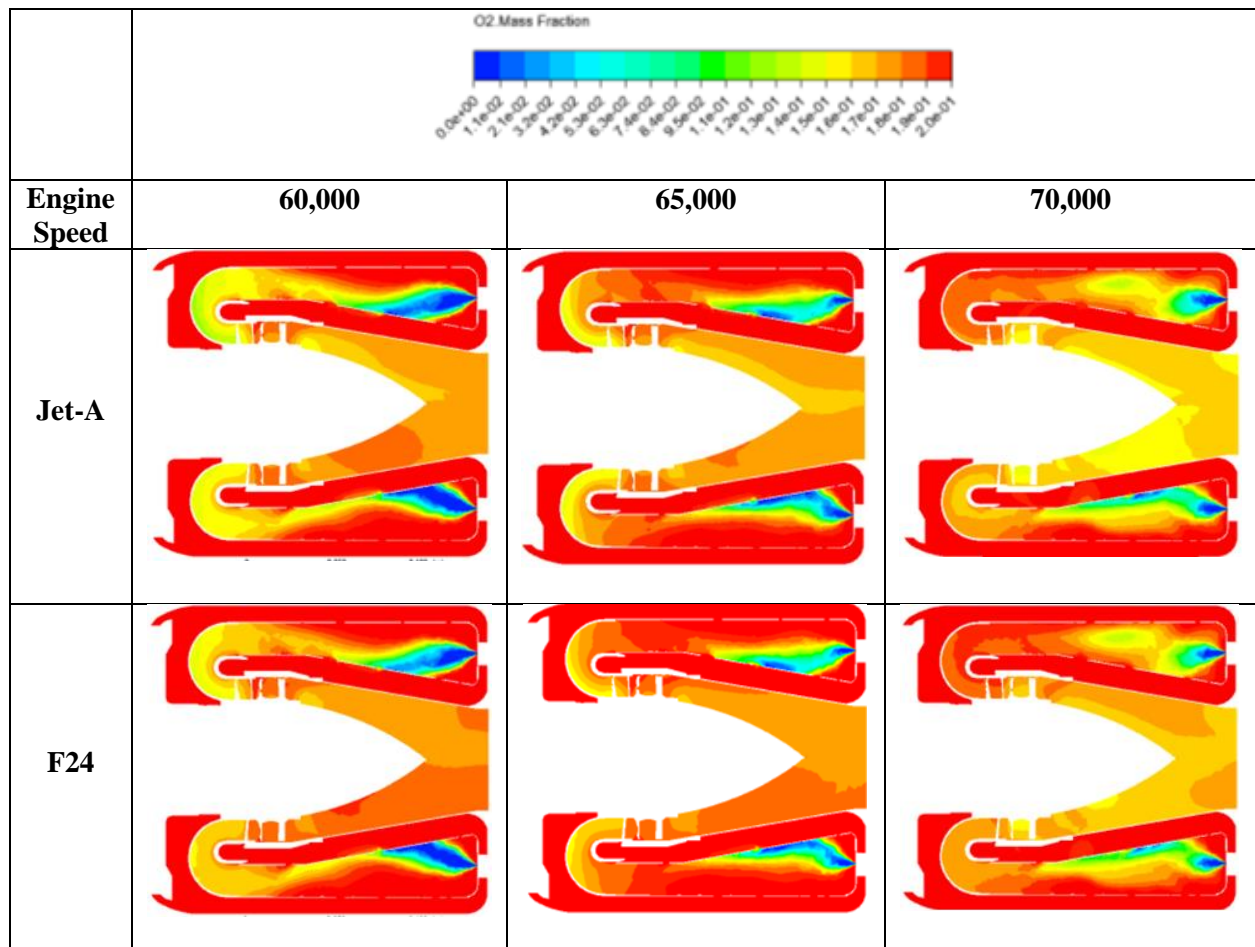 O2.Mass Fraction
0.0e+00
1.1e-02
2.1e-02
3.2e-02
4.2e-02
5.3e-02
6.3e-02
7.4e-02
8.4e-02
9.5e-02
1.1e-01
1.2e-01
1.3e-01
1.4e-01
1.5e-01
1.6e-01
1.7e-01
1.8e-01
1.9e-01
2.0e-01
Engine
Speed
60,000
65,000
70,000
Jet-A
F24